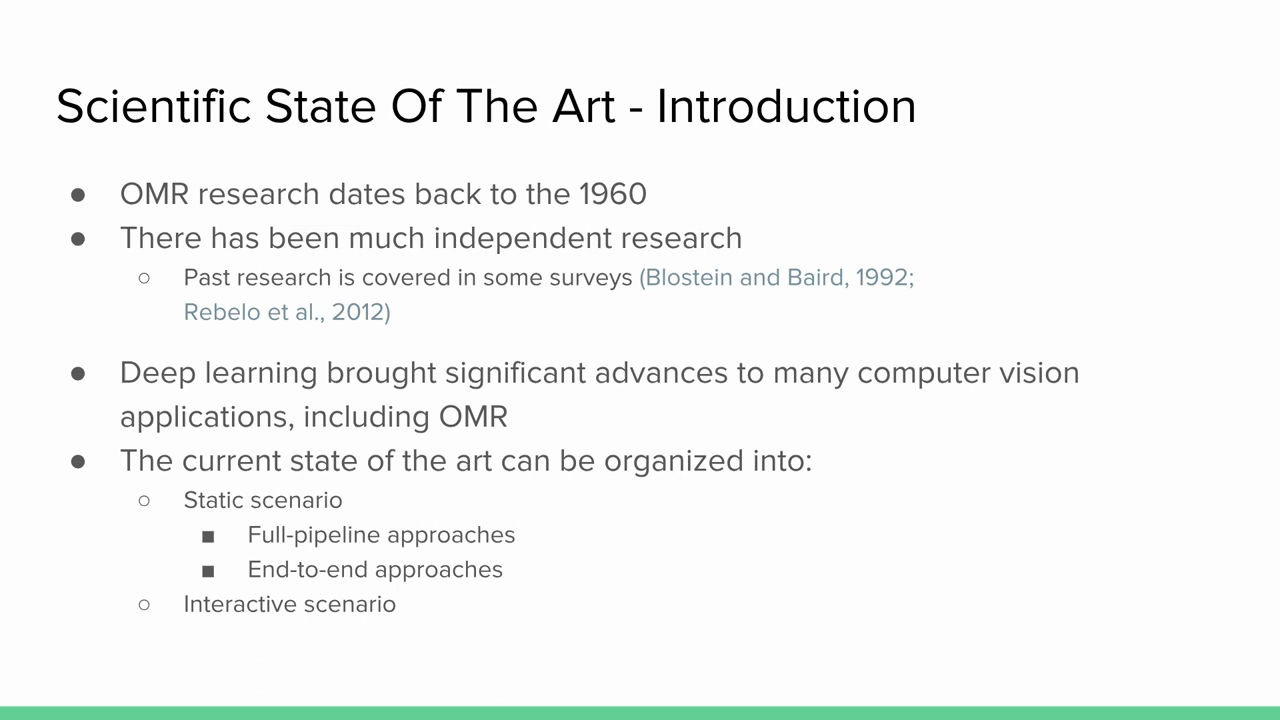 Scientific State Of The Art - Introduction
● OMR research dates back to the 1960
● There has been much independent research
○ Past research is covered in some surveys (Blostein and Baird, 1992;
Rebelo et al., 2012)
● Deep learning brought significant advances to many computer vision
applications, including OMR
● The current state of the art can be organized into:
○ Static scenario
■ Full-pipeline approaches
■ End-to-end approaches
○ Interactive scenario